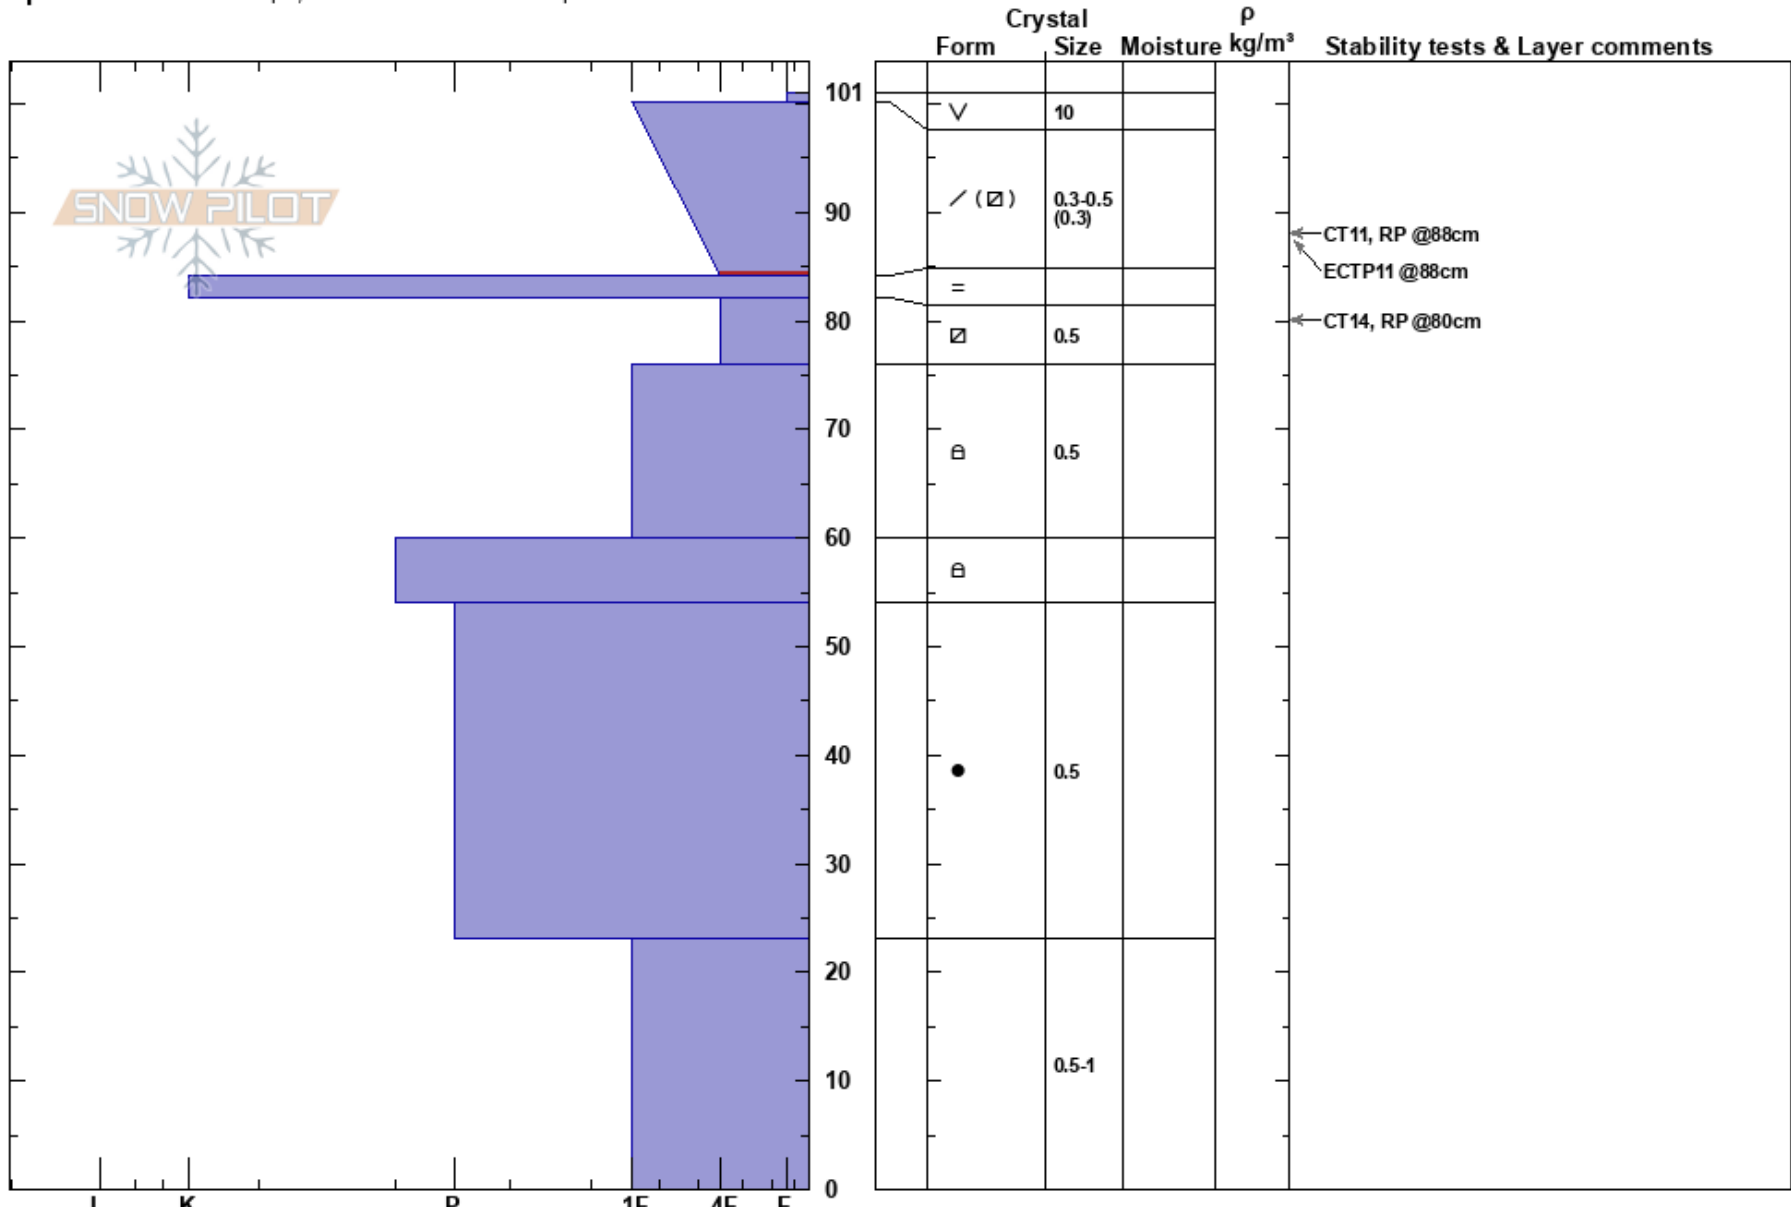 Crystal
ρ
Form Size Moisture kg/m³ Stability tests & Layer comments
101
10
SNOW PILOT
90
/ (⧄) 0.3-0.5
(0.3)
CT11, RP @88cm
ECTP11 @88cm
=
80
0.5
CT14, RP @80cm
70
0.5
60
50
40
0.5
30
20
10
0.5-1
0
I K P 1F 4F F